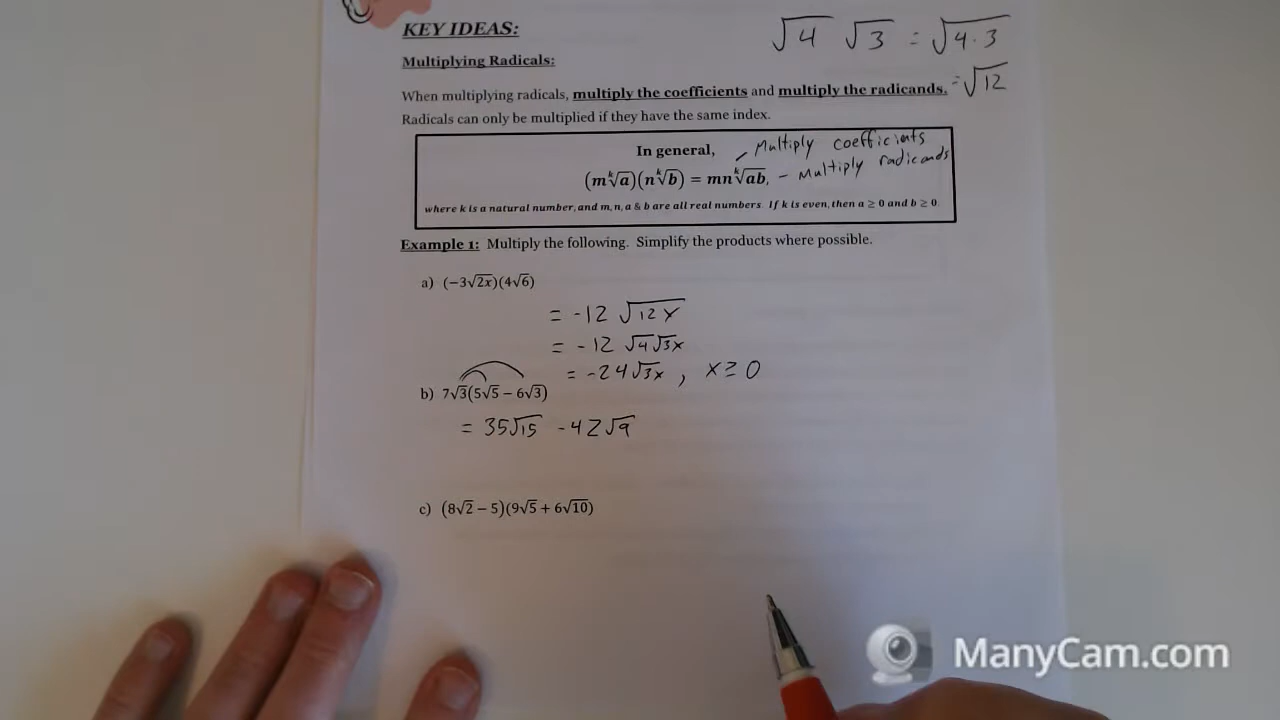 KEY IDEAS:
√4 √3 = √4·3
= √12
Multiplying Radicals:
When multiplying radicals, multiply the coefficients and multiply the radicands.
Radicals can only be multiplied if they have the same index.
In general, - Multiply coefficients
(m ᵏ√a)(n ᵏ√b) = mn ᵏ√ab, - Multiply radicands
where k is a natural number, and m, n, a & b are all real numbers. If k is even, then a ≥ 0 and b ≥ 0.
Example 1: Multiply the following. Simplify the products where possible.
a) (−3√2x)(4√6)
= -12 √12x
= -12 √4√3x
= -24√3x , x ≥ 0
b) 7√3(5√5 − 6√3)
= 35√15 - 42√9
c) (8√2 − 5)(9√5 + 6√10)
ManyCam.com